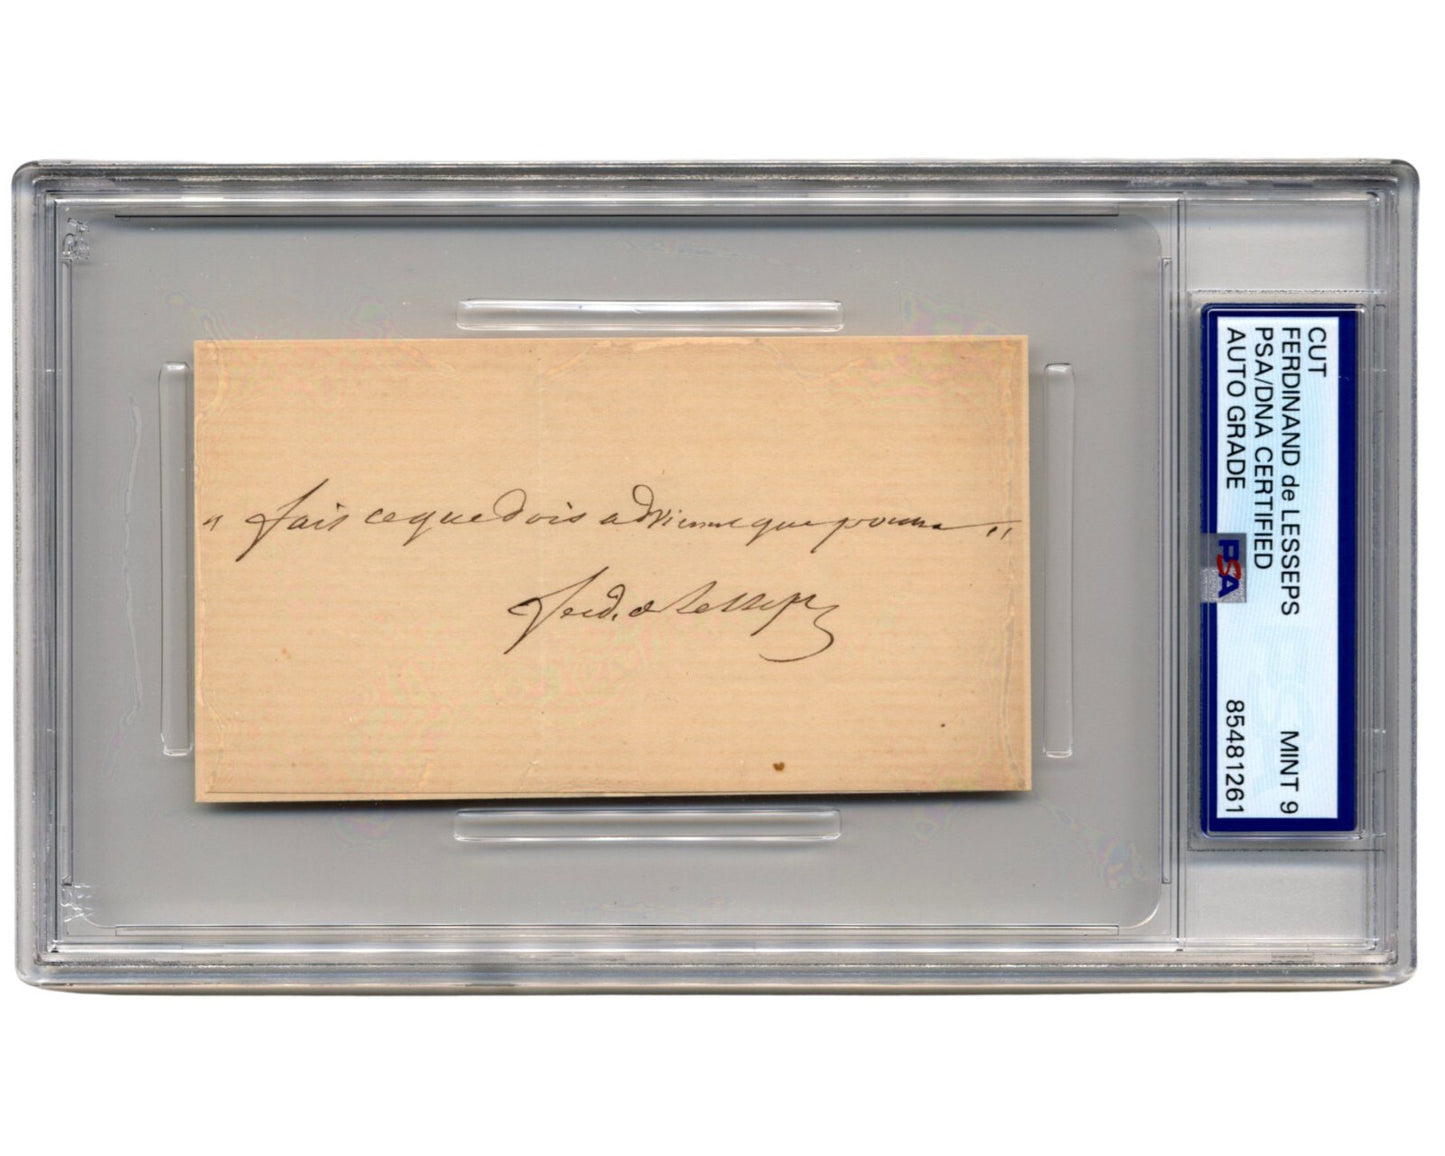 " fais ce que dois advienne que pourra "
Ferd. de Lesseps
CUT
FERDINAND de LESSEPS MINT 9
PSA/DNA CERTIFIED
AUTO GRADE 85481261
PSA